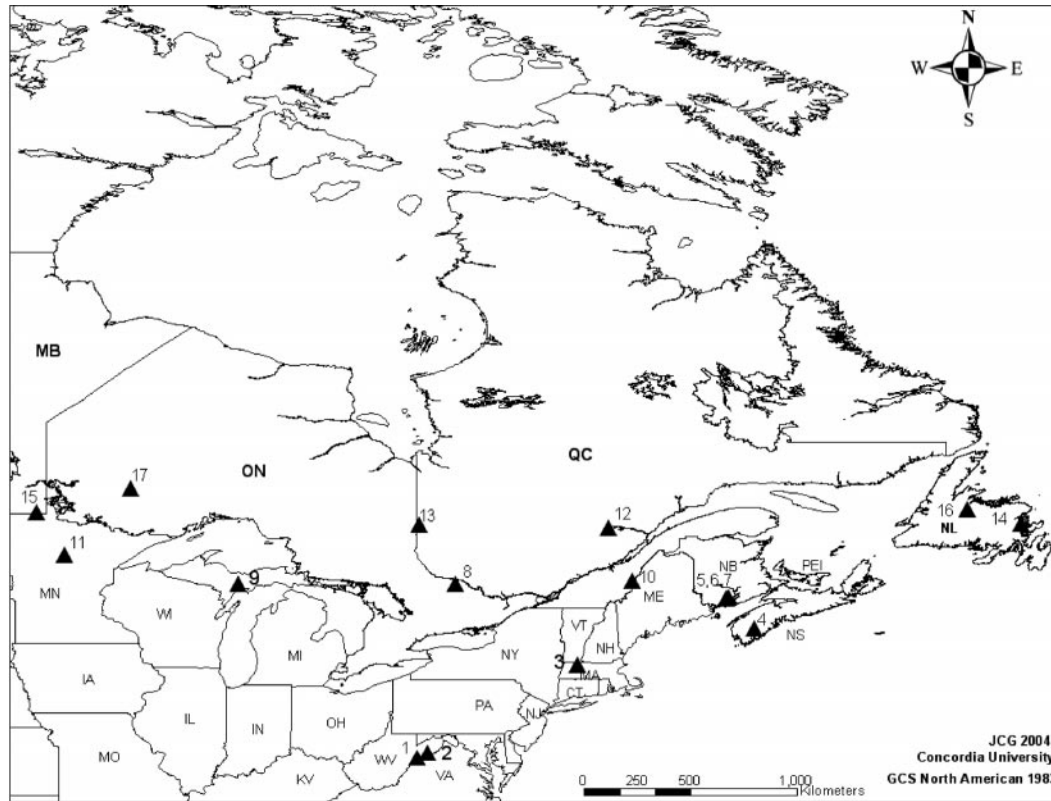 N
W E
S
MB
17
ON
QC
15
13
12
16
14
NL
11
8
10
NB
PEI
MN
9
5,6,7
ME
WI
4
VT
NS
NH
MI
NY
3
MA
IA
CT
PA
IL
IN
OH
NJ
MO
1
2
WV
VA
KV
JCG 2004
Concordia University
GCS North American 1983
0 250 500 1,000
Kilometers